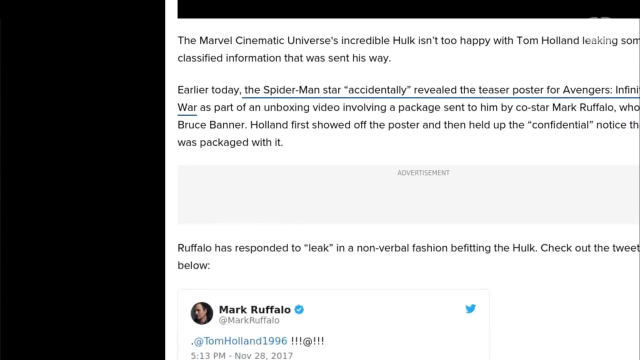 The Marvel Cinematic Universe's incredible Hulk isn't too happy with Tom Holland leaking som
classified information that was sent his way.
Earlier today, the Spider-Man star “accidentally” revealed the teaser poster for Avengers: Infini
War as part of an unboxing video involving a package sent to him by co-star Mark Ruffalo, who
Bruce Banner. Holland first showed off the poster and then held up the “confidential” notice th
was packaged with it.
ADVERTISEMENT
Ruffalo has responded to “leak” in a non-verbal fashion befitting the Hulk. Check out the tweet
below:
Mark Ruffalo
@MarkRuffalo
.@TomHolland1996 !!!@!!!
5:13 PM - Nov 28, 2017